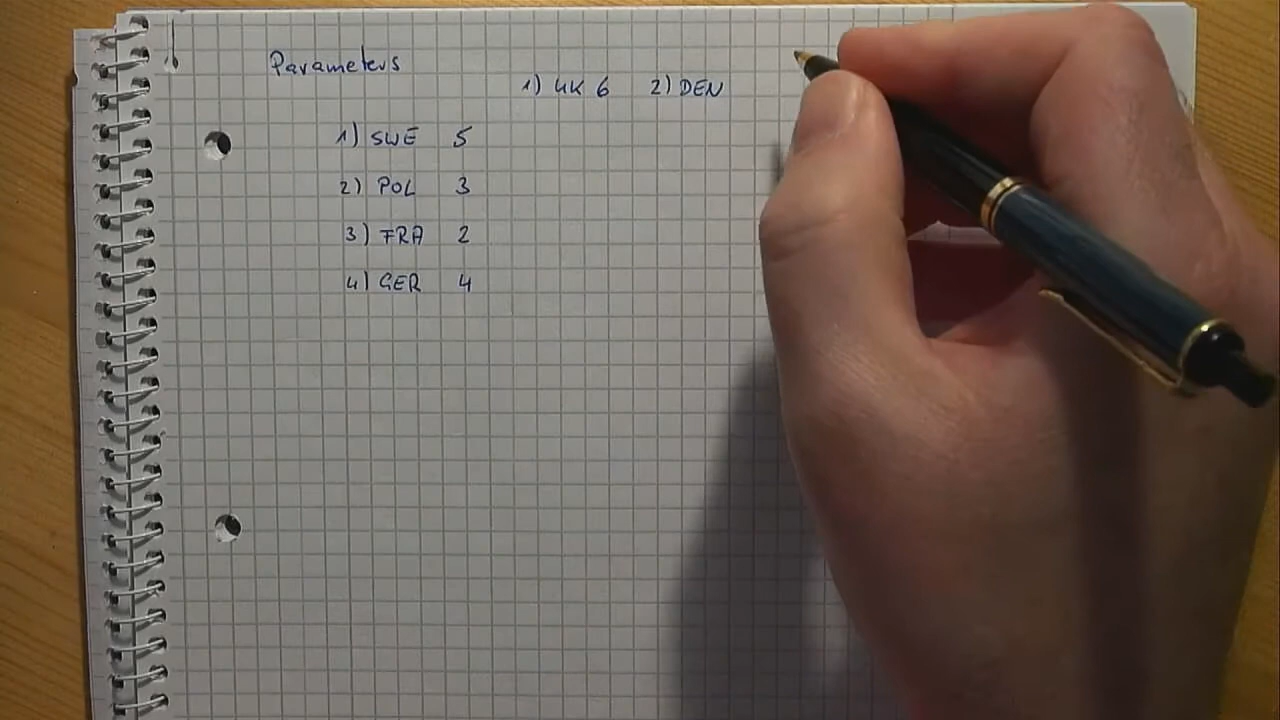 Parameters
1) UK 6 2) DEN
1) SWE 5
2) POL 3
3) FRA 2
4) GER 4